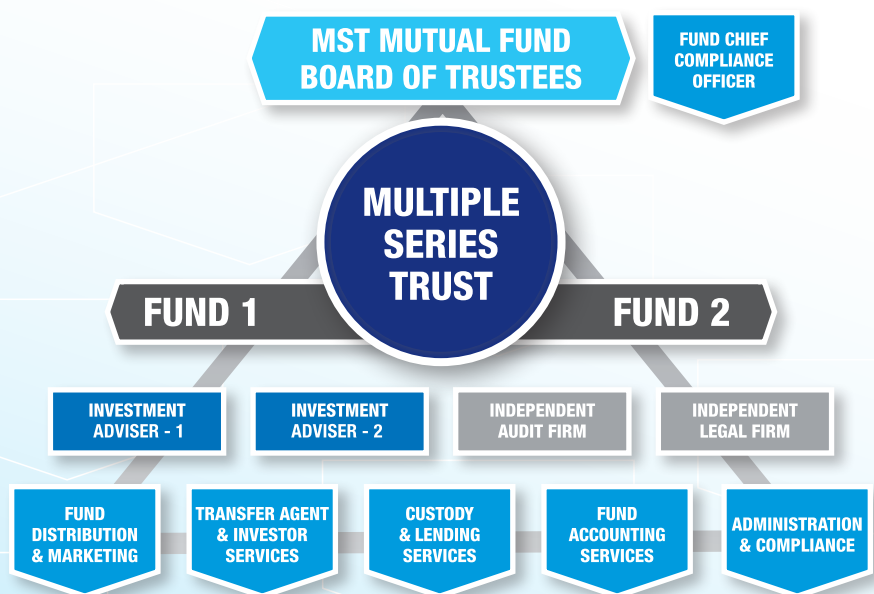 MST MUTUAL FUND
BOARD OF TRUSTEES
FUND CHIEF
COMPLIANCE
OFFICER
MULTIPLE
SERIES
TRUST
FUND 1
FUND 2
INVESTMENT
ADVISER - 1
INVESTMENT
ADVISER - 2
INDEPENDENT
AUDIT FIRM
INDEPENDENT
LEGAL FIRM
FUND
DISTRIBUTION
& MARKETING
TRANSFER AGENT
& INVESTOR
SERVICES
CUSTODY
& LENDING
SERVICES
FUND
ACCOUNTING
SERVICES
ADMINISTRATION
& COMPLIANCE